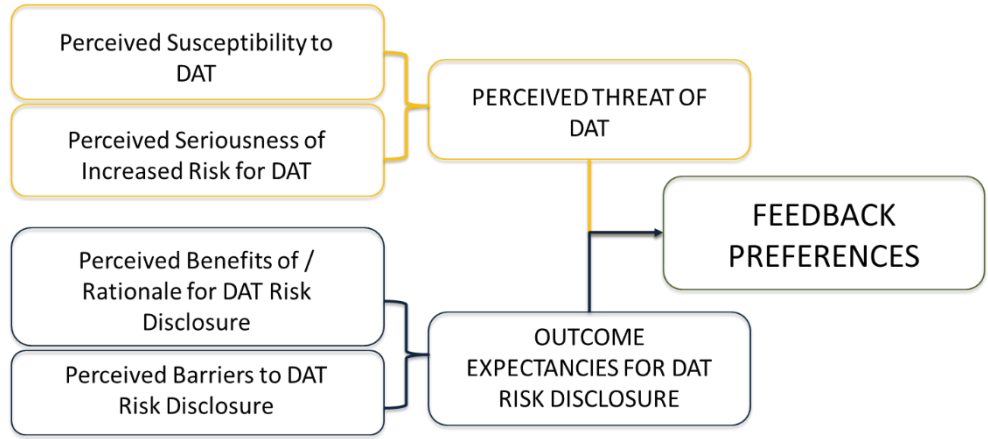 Perceived Susceptibility to
DAT
Perceived Seriousness of
Increased Risk for DAT
PERCEIVED THREAT OF
DAT
Perceived Benefits of /
Rationale for DAT Risk
Disclosure
Perceived Barriers to DAT
Risk Disclosure
OUTCOME
EXPECTANCIES FOR DAT
RISK DISCLOSURE
FEEDBACK
PREFERENCES